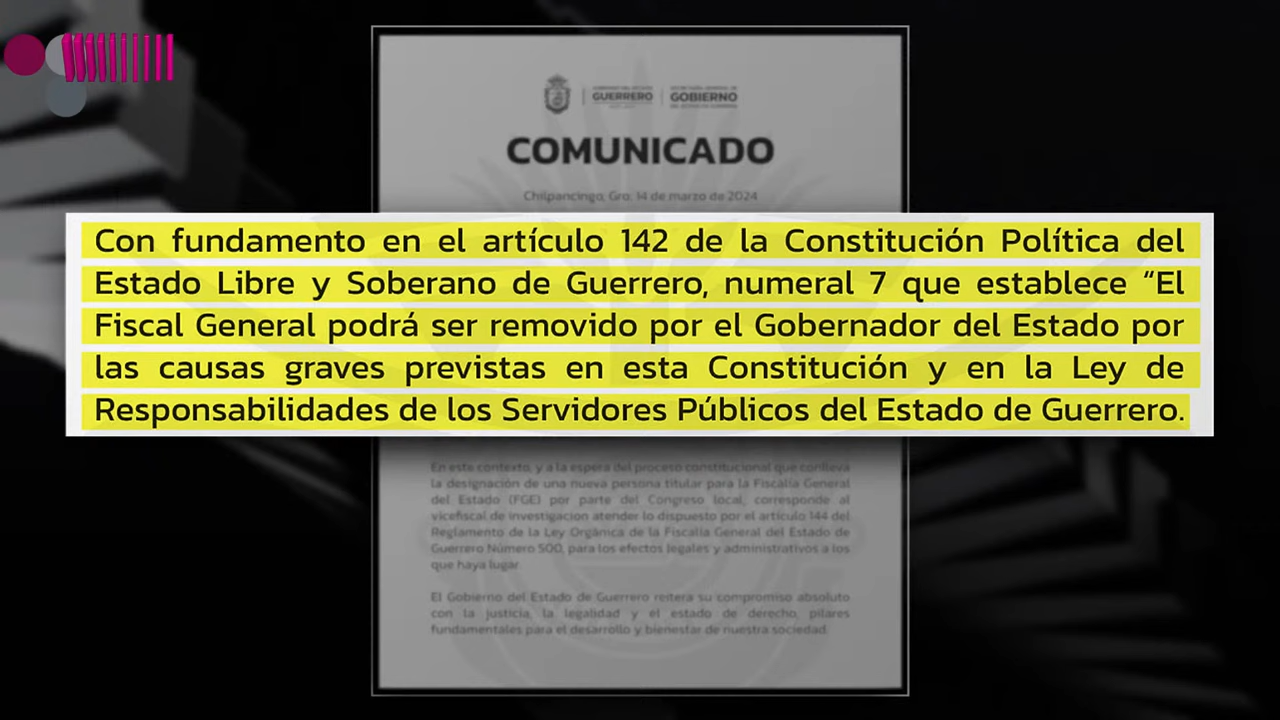 GUERRERO
GOBIERNO
COMUNICADO
Chilpancingo, Gro; 14 de marzo de 2024
Con fundamento en el artículo 142 de la Constitución Política del
Estado Libre y Soberano de Guerrero, numeral 7 que establece “El
Fiscal General podrá ser removido por el Gobernador del Estado por
las causas graves previstas en esta Constitución y en la Ley de
Responsabilidades de los Servidores Públicos del Estado de Guerrero.
En este contexto, y a la espera del proceso constitucional que conlleva
la designación de una nueva persona titular para la Fiscalía General
del Estado (FGE) por parte del Congreso local, corresponde al
vicefiscal de investigacion atender lo dispuesto por el artículo 144 del
Reglamento de la Ley Orgánica de la Fiscalía General del Estado de
Guerrero Número 500, para los efectos legales y administrativos a los
que haya lugar.
El Gobierno del Estado de Guerrero reitera su compromiso absoluto
con la justicia, la legalidad y el estado de derecho, pilares
fundamentales para el desarrollo y bienestar de nuestra sociedad.